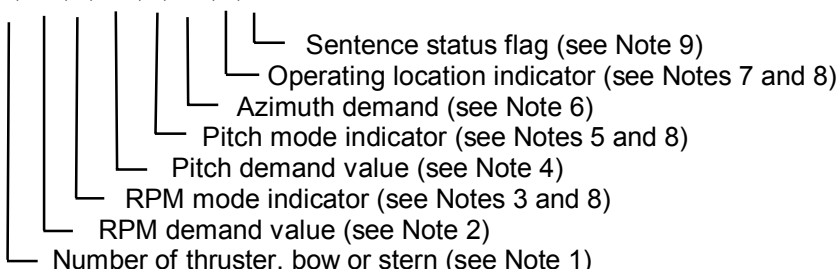 Sentence status flag (see Note 9)
Operating location indicator (see Notes 7 and 8)
Azimuth demand (see Note 6)
Pitch mode indicator (see Notes 5 and 8)
Pitch demand value (see Note 4)
RPM mode indicator (see Notes 3 and 8)
RPM demand value (see Note 2)
Number of thruster, bow or stern (see Note 1)